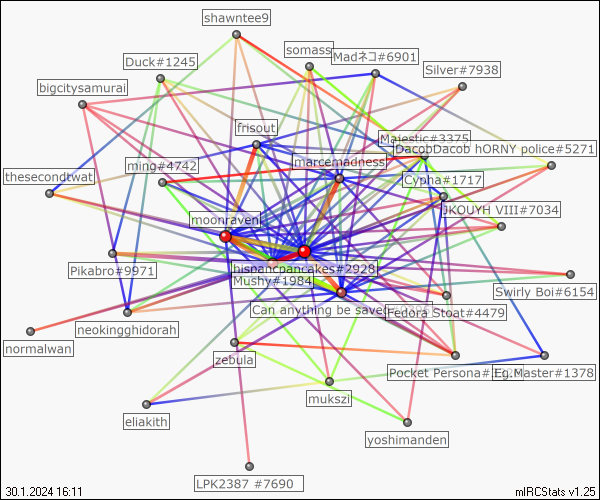 shawntee9
somass
Madネコ#6901
Duck#1245
Silver#7938
bigcitysamurai
frisout
Majestic#3375
DacobDacob hORNY police#5271
marcemadness
ming#4742
thesecondtwat
Cypha#1717
JKOUYH VIII#7034
moonraveni
hispancpancakes#2928
Pikabro#9971
Mushy#1984
Swirly Boi#6154
Can anything be save
Fedora Stoat#4479
neokingghidorah
normalwan
zebula
Pocket Persona#
Eg.Master#1378
mukszi
eliakith
yoshimanden
LPK2387 #7690
30.1.2024 16:11
mIRCStats v1.25